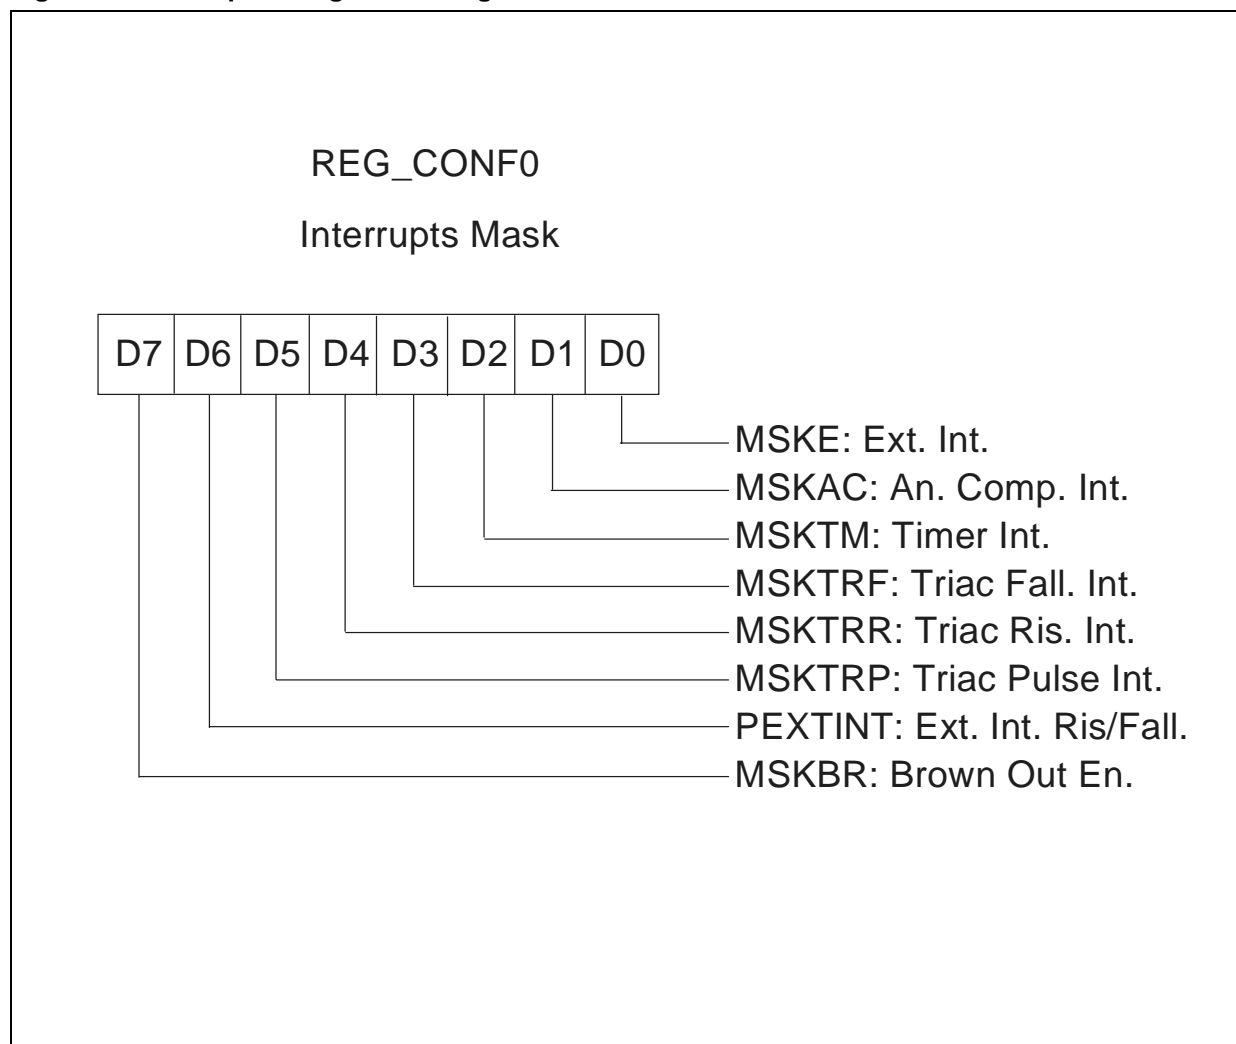 REG_CONF0
Interrupts Mask
D7 D6 D5 D4 D3 D2 D1 D0
MSKE: Ext. Int.
MSKAC: An. Comp. Int.
MSKTM: Timer Int.
MSKTRF: Triac Fall. Int.
MSKTRR: Triac Ris. Int.
MSKTRP: Triac Pulse Int.
PEXTINT: Ext. Int. Ris/Fall.
MSKBR: Brown Out En.